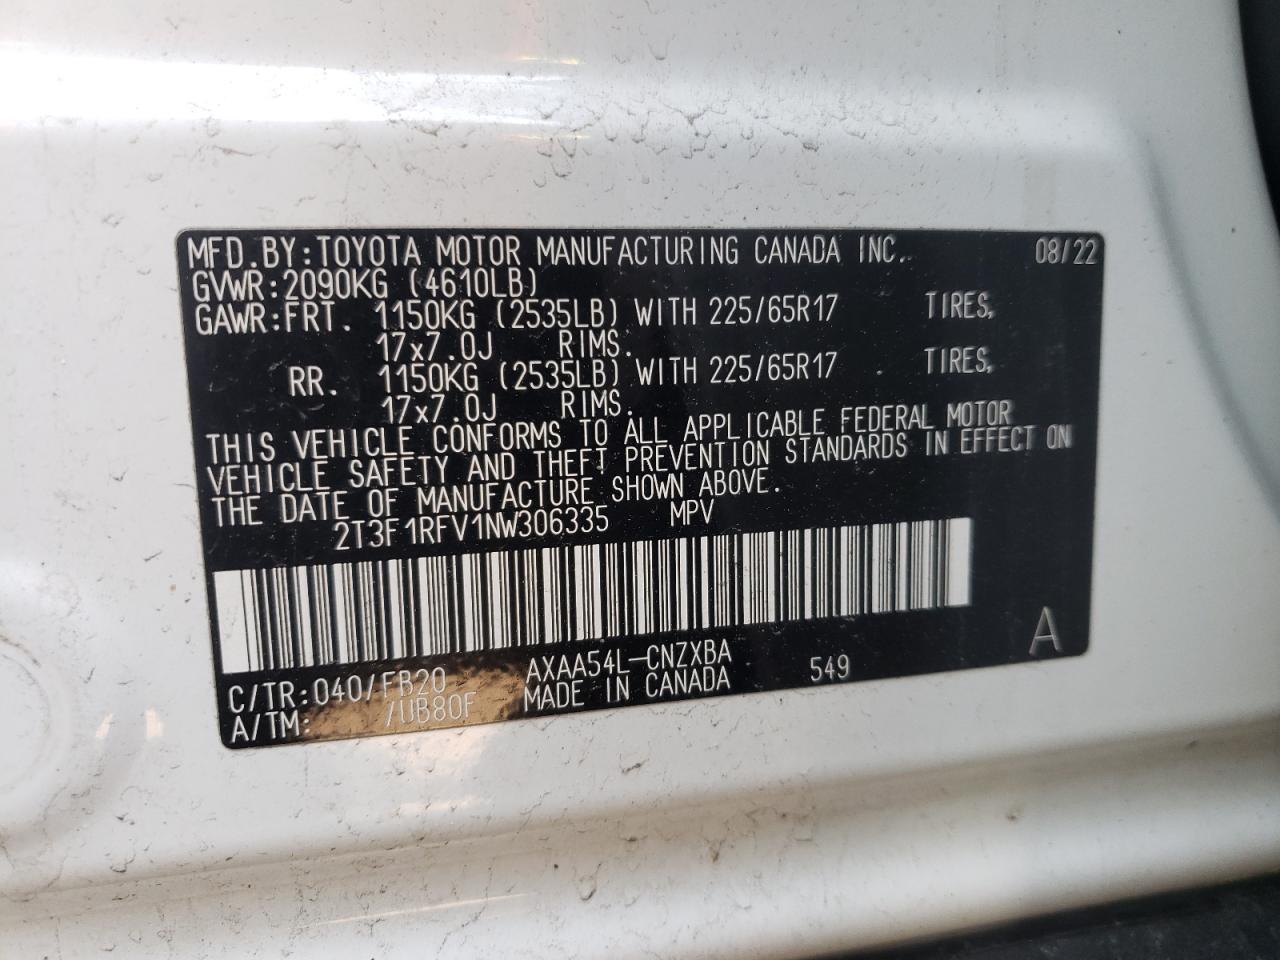 MFD.BY:TOYOTA MOTOR MANUFACTURING CANADA INC. 08/22
GVWR:2090KG (4610LB)
GAWR:FRT. 1150KG (2535LB) WITH 225/65R17 TIRES,
17x7.0J RIMS.
RR. 1150KG (2535LB) WITH 225/65R17 TIRES,
17x7.0J RIMS.
THIS VEHICLE CONFORMS TO ALL APPLICABLE FEDERAL MOTOR
VEHICLE SAFETY AND THEFT PREVENTION STANDARDS IN EFFECT ON
THE DATE OF MANUFACTURE SHOWN ABOVE.
2T3F1RFV1NW306335 MPV
C/TR:040/FB20 AXAA54L-CNZXBA 549 A
A/TM: /UB80F MADE IN CANADA